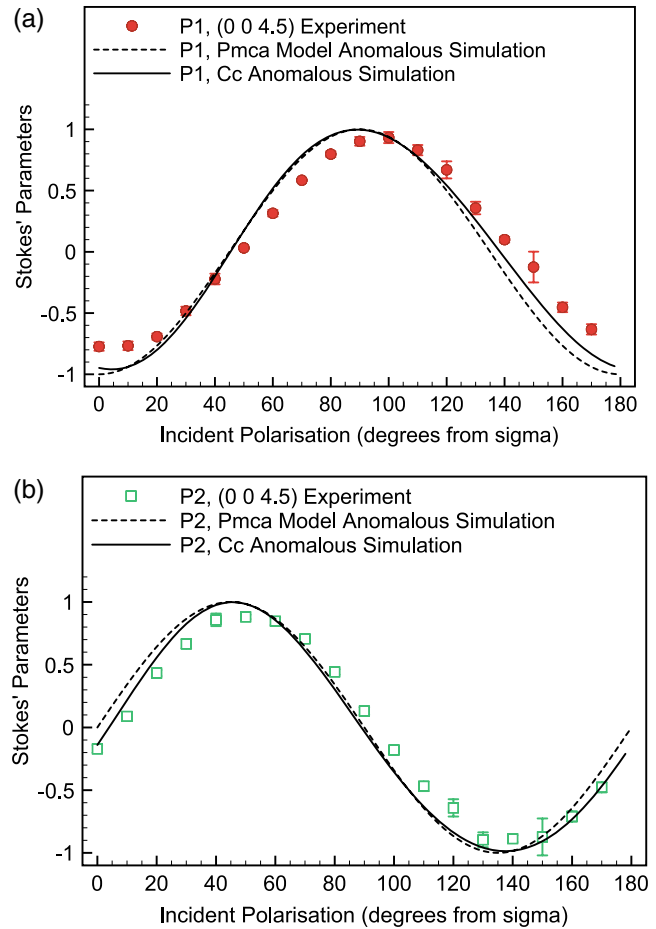 (a)
P1, (0 0 4.5) Experiment
P1, Pmca Model Anomalous Simulation
P1, Cc Anomalous Simulation
1
0.5
0
-0.5
-1
Stokes' Parameters
0 20 40 60 80 100 120 140 160 180
Incident Polarisation (degrees from sigma)
(b)
P2, (0 0 4.5) Experiment
P2, Pmca Model Anomalous Simulation
P2, Cc Anomalous Simulation
1
0.5
0
-0.5
-1
Stokes' Parameters
0 20 40 60 80 100 120 140 160 180
Incident Polarisation (degrees from sigma)